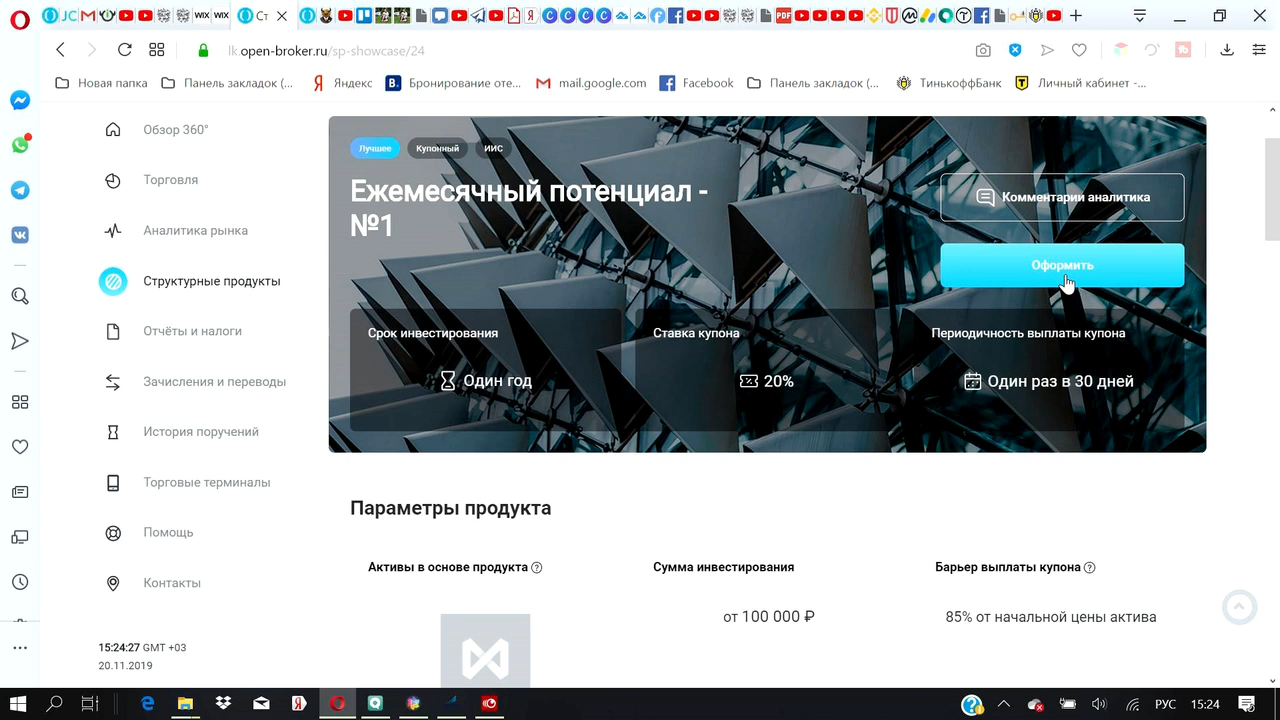 WIX
WIX
Ст
PDF
lk.open-broker.ru/sp-showcase/24
Новая папка
Панель закладок (...
Яндекс
B.
Бронирование оте...
mail.google.com
Facebook
Панель закладок (...
ТинькоффБанк
Личный кабинет -...
Обзор 360°
Торговля
Аналитика рынка
Структурные продукты
Отчёты и налоги
Зачисления и переводы
История поручений
Торговые терминалы
Помощь
Контакты
15:24:27 GMT +03
20.11.2019
Лучшее
Купонный
ИИС
Ежемесячный потенциал -
№1
Комментарии аналитика
Оформить
Срок инвестирования
Один год
Ставка купона
20%
Периодичность выплаты купона
Один раз в 30 дней
Параметры продукта
Активы в основе продукта
Сумма инвестирования
от 100 000 ₽
Барьер выплаты купона
85% от начальной цены актива
РУС
15:24